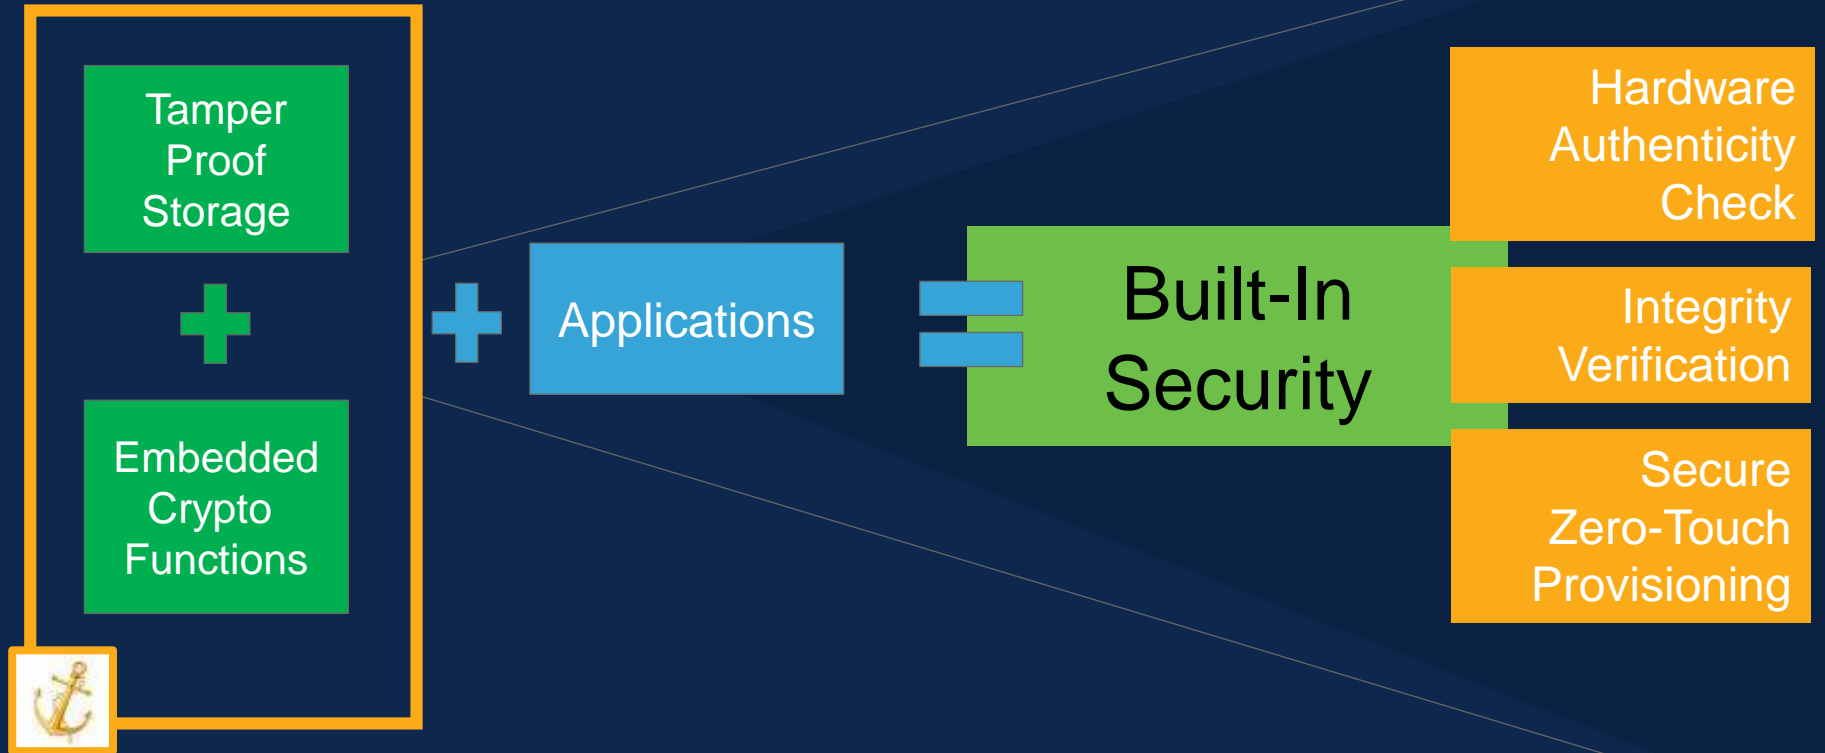 Tamper
Proof
Storage
Embedded
Crypto
Functions
Applications
Built-In
Security
Hardware
Authenticity
Check
Integrity
Verification
Secure
Zero-Touch
Provisioning